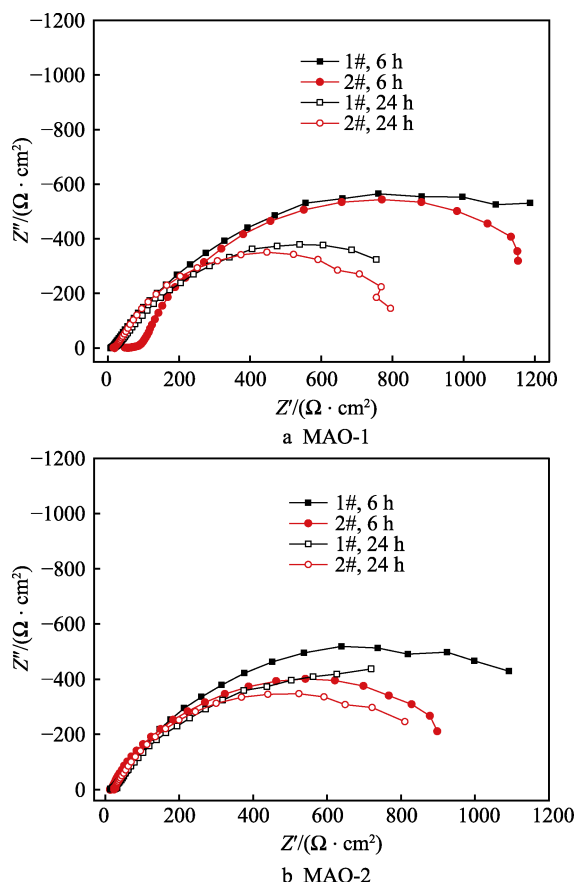 −1200
−1000
−800
−600
−400
−200
0
Z″/(Ω · cm²)
1#, 6 h
2#, 6 h
1#, 24 h
2#, 24 h
0 200 400 600 800 1000 1200
Z′/(Ω · cm²)
a MAO-1
−1200
−1000
−800
−600
−400
−200
0
Z″/(Ω · cm²)
1#, 6 h
2#, 6 h
1#, 24 h
2#, 24 h
0 200 400 600 800 1000 1200
Z′/(Ω · cm²)
b MAO-2